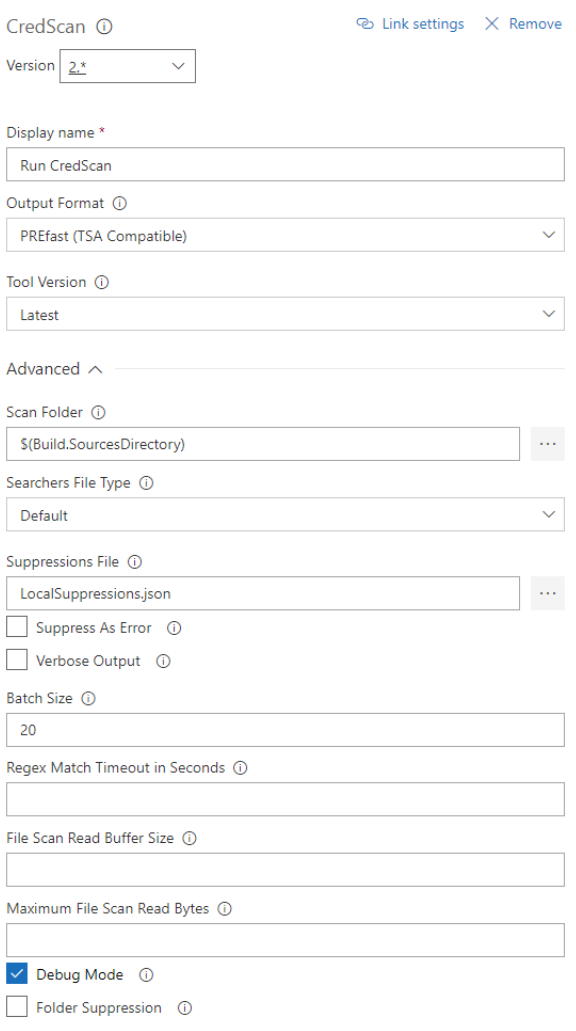 CredScan
Link settings
Remove
Version 2.*
Display name *
Run CredScan
Output Format
PREfast (TSA Compatible)
Tool Version
Latest
Advanced
Scan Folder
$(Build.SourcesDirectory)
...
Searchers File Type
Default
Suppressions File
LocalSuppressions.json
...
Suppress As Error
Verbose Output
Batch Size
20
Regex Match Timeout in Seconds
File Scan Read Buffer Size
Maximum File Scan Read Bytes
Debug Mode
Folder Suppression